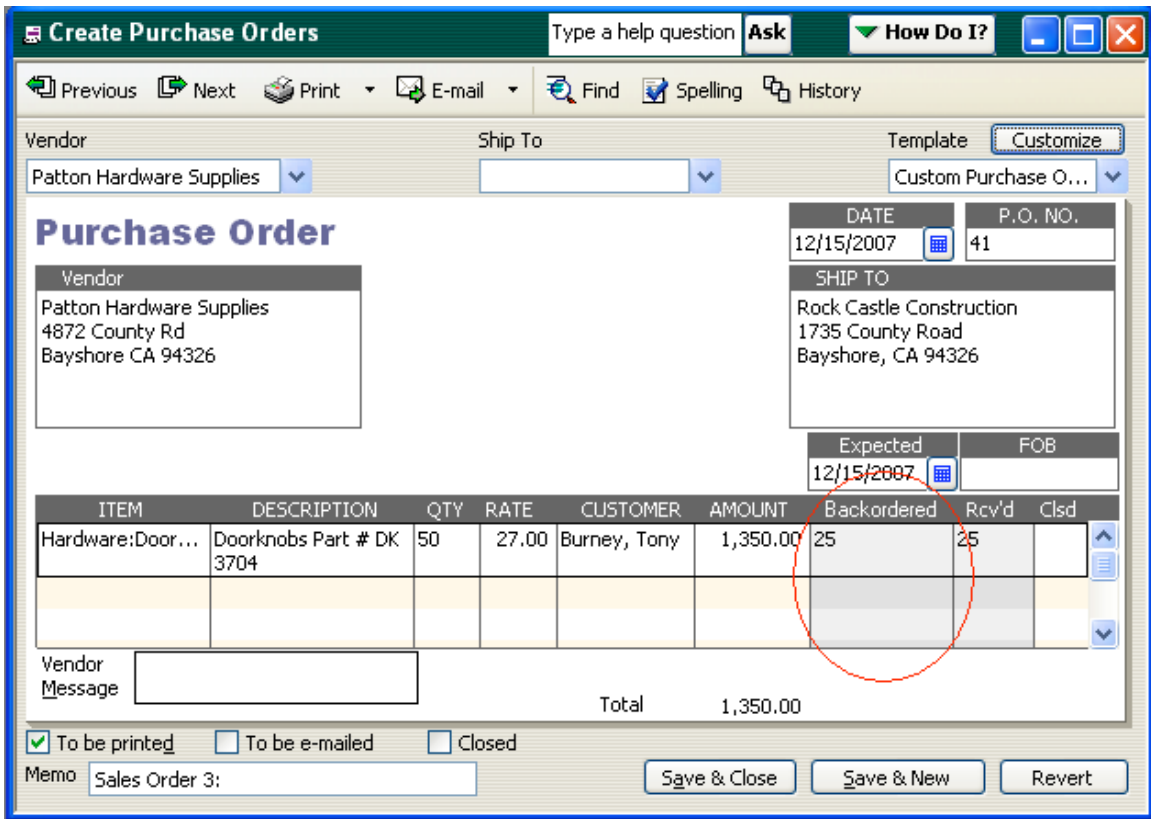 Create Purchase Orders Type a help question Ask How Do I?
Previous Next Print E-mail Find Spelling History
Vendor Ship To Template Customize
Patton Hardware Supplies Custom Purchase O...
Purchase Order
DATE P.O. NO.
12/15/2007 41
Vendor
Patton Hardware Supplies
4872 County Rd
Bayshore CA 94326
SHIP TO
Rock Castle Construction
1735 County Road
Bayshore, CA 94326
Expected FOB
12/15/2007
ITEM DESCRIPTION QTY RATE CUSTOMER AMOUNT Backordered Rcv'd Clsd
Hardware:Door... Doorknobs Part # DK 50 27.00 Burney, Tony 1,350.00 25 25
3704
Vendor
Message
Total 1,350.00
To be printed To be e-mailed Closed
Memo Sales Order 3: Save & Close Save & New Revert